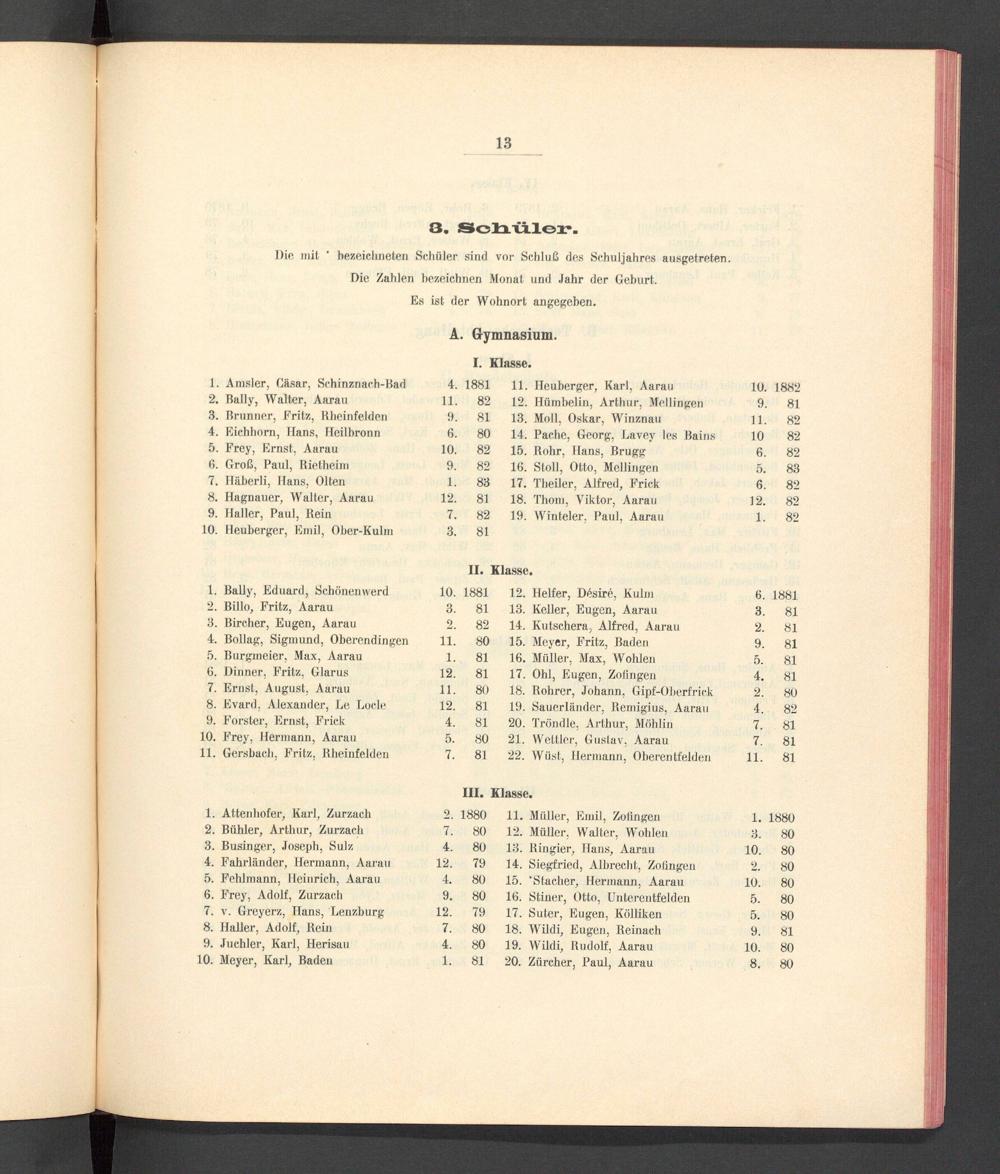 13
3. Schüler.
Die mit * bezeichneten Schüler sind vor Schluß des Schuljahres ausgetreten.
Die Zahlen bezeichnen Monat und Jahr der Geburt.
Es ist der Wohnort angegeben.
A. Gymnasium.
I. Klasse.
1. Amsler, Cäsar, Schinznach-Bad 4. 1881
2. Bally, Walter, Aarau 11. 82
3. Brunner, Fritz, Rheinfelden 9. 81
4. Eichhorn, Hans, Heilbronn 6. 80
5. Frey, Ernst, Aarau 10. 82
6. Groß, Paul, Rietheim 9. 82
7. Häberli, Hans, Olten 1. 83
8. Hagnauer, Walter, Aarau 12. 81
9. Haller, Paul, Rein 7. 82
10. Heuberger, Emil, Ober-Kulm 3. 81
11. Heuberger, Karl, Aarau 10. 1882
12. Hümbelin, Arthur, Mellingen 9. 81
13. Moll, Oskar, Winznau 11. 82
14. Pache, Georg, Lavey les Bains 10 82
15. Rohr, Hans, Brugg 6. 82
16. Stoll, Otto, Mellingen 5. 83
17. Theiler, Alfred, Frick 6. 82
18. Thom, Viktor, Aarau 12. 82
19. Winteler, Paul, Aarau 1. 82
II. Klasse.
1. Bally, Eduard, Schönenwerd 10. 1881
2. Billo, Fritz, Aarau 3. 81
3. Bircher, Eugen, Aarau 2. 82
4. Bollag, Sigmund, Oberendingen 11. 80
5. Burgmeier, Max, Aarau 1. 81
6. Dinner, Fritz, Glarus 12. 81
7. Ernst, August, Aarau 11. 80
8. Evard, Alexander, Le Locle 12. 81
9. Forster, Ernst, Frick 4. 81
10. Frey, Hermann, Aarau 5. 80
11. Gersbach, Fritz, Rheinfelden 7. 81
12. Helfer, Désiré, Kulm 6. 1881
13. Keller, Eugen, Aarau 3. 81
14. Kutschera, Alfred, Aarau 2. 81
15. Meyer, Fritz, Baden 9. 81
16. Müller, Max, Wohlen 5. 81
17. Ohl, Eugen, Zofingen 4. 81
18. Rohrer, Johann, Gipf-Oberfrick 2. 80
19. Sauerländer, Remigius, Aarau 4. 82
20. Tröndle, Arthur, Möhlin 7. 81
21. Wettler, Gustav, Aarau 7. 81
22. Wüst, Hermann, Oberentfelden 11. 81
III. Klasse.
1. Attenhofer, Karl, Zurzach 2. 1880
2. Bühler, Arthur, Zurzach 7. 80
3. Businger, Joseph, Sulz 4. 80
4. Fahrländer, Hermann, Aarau 12. 79
5. Fehlmann, Heinrich, Aarau 4. 80
6. Frey, Adolf, Zurzach 9. 80
7. v. Greyerz, Hans, Lenzburg 12. 79
8. Haller, Adolf, Rein 7. 80
9. Juchler, Karl, Herisau 4. 80
10. Meyer, Karl, Baden 1. 81
11. Müller, Emil, Zofingen 1. 1880
12. Müller, Walter, Wohlen 3. 80
13. Ringier, Hans, Aarau 10. 80
14. Siegfried, Albrecht, Zofingen 2. 80
15. *Stacher, Hermann, Aarau 10. 80
16. Stiner, Otto, Unterentfelden 5. 80
17. Suter, Eugen, Kölliken 5. 80
18. Wildi, Eugen, Reinach 9. 81
19. Wildi, Rudolf, Aarau 10. 80
20. Zürcher, Paul, Aarau 8. 80